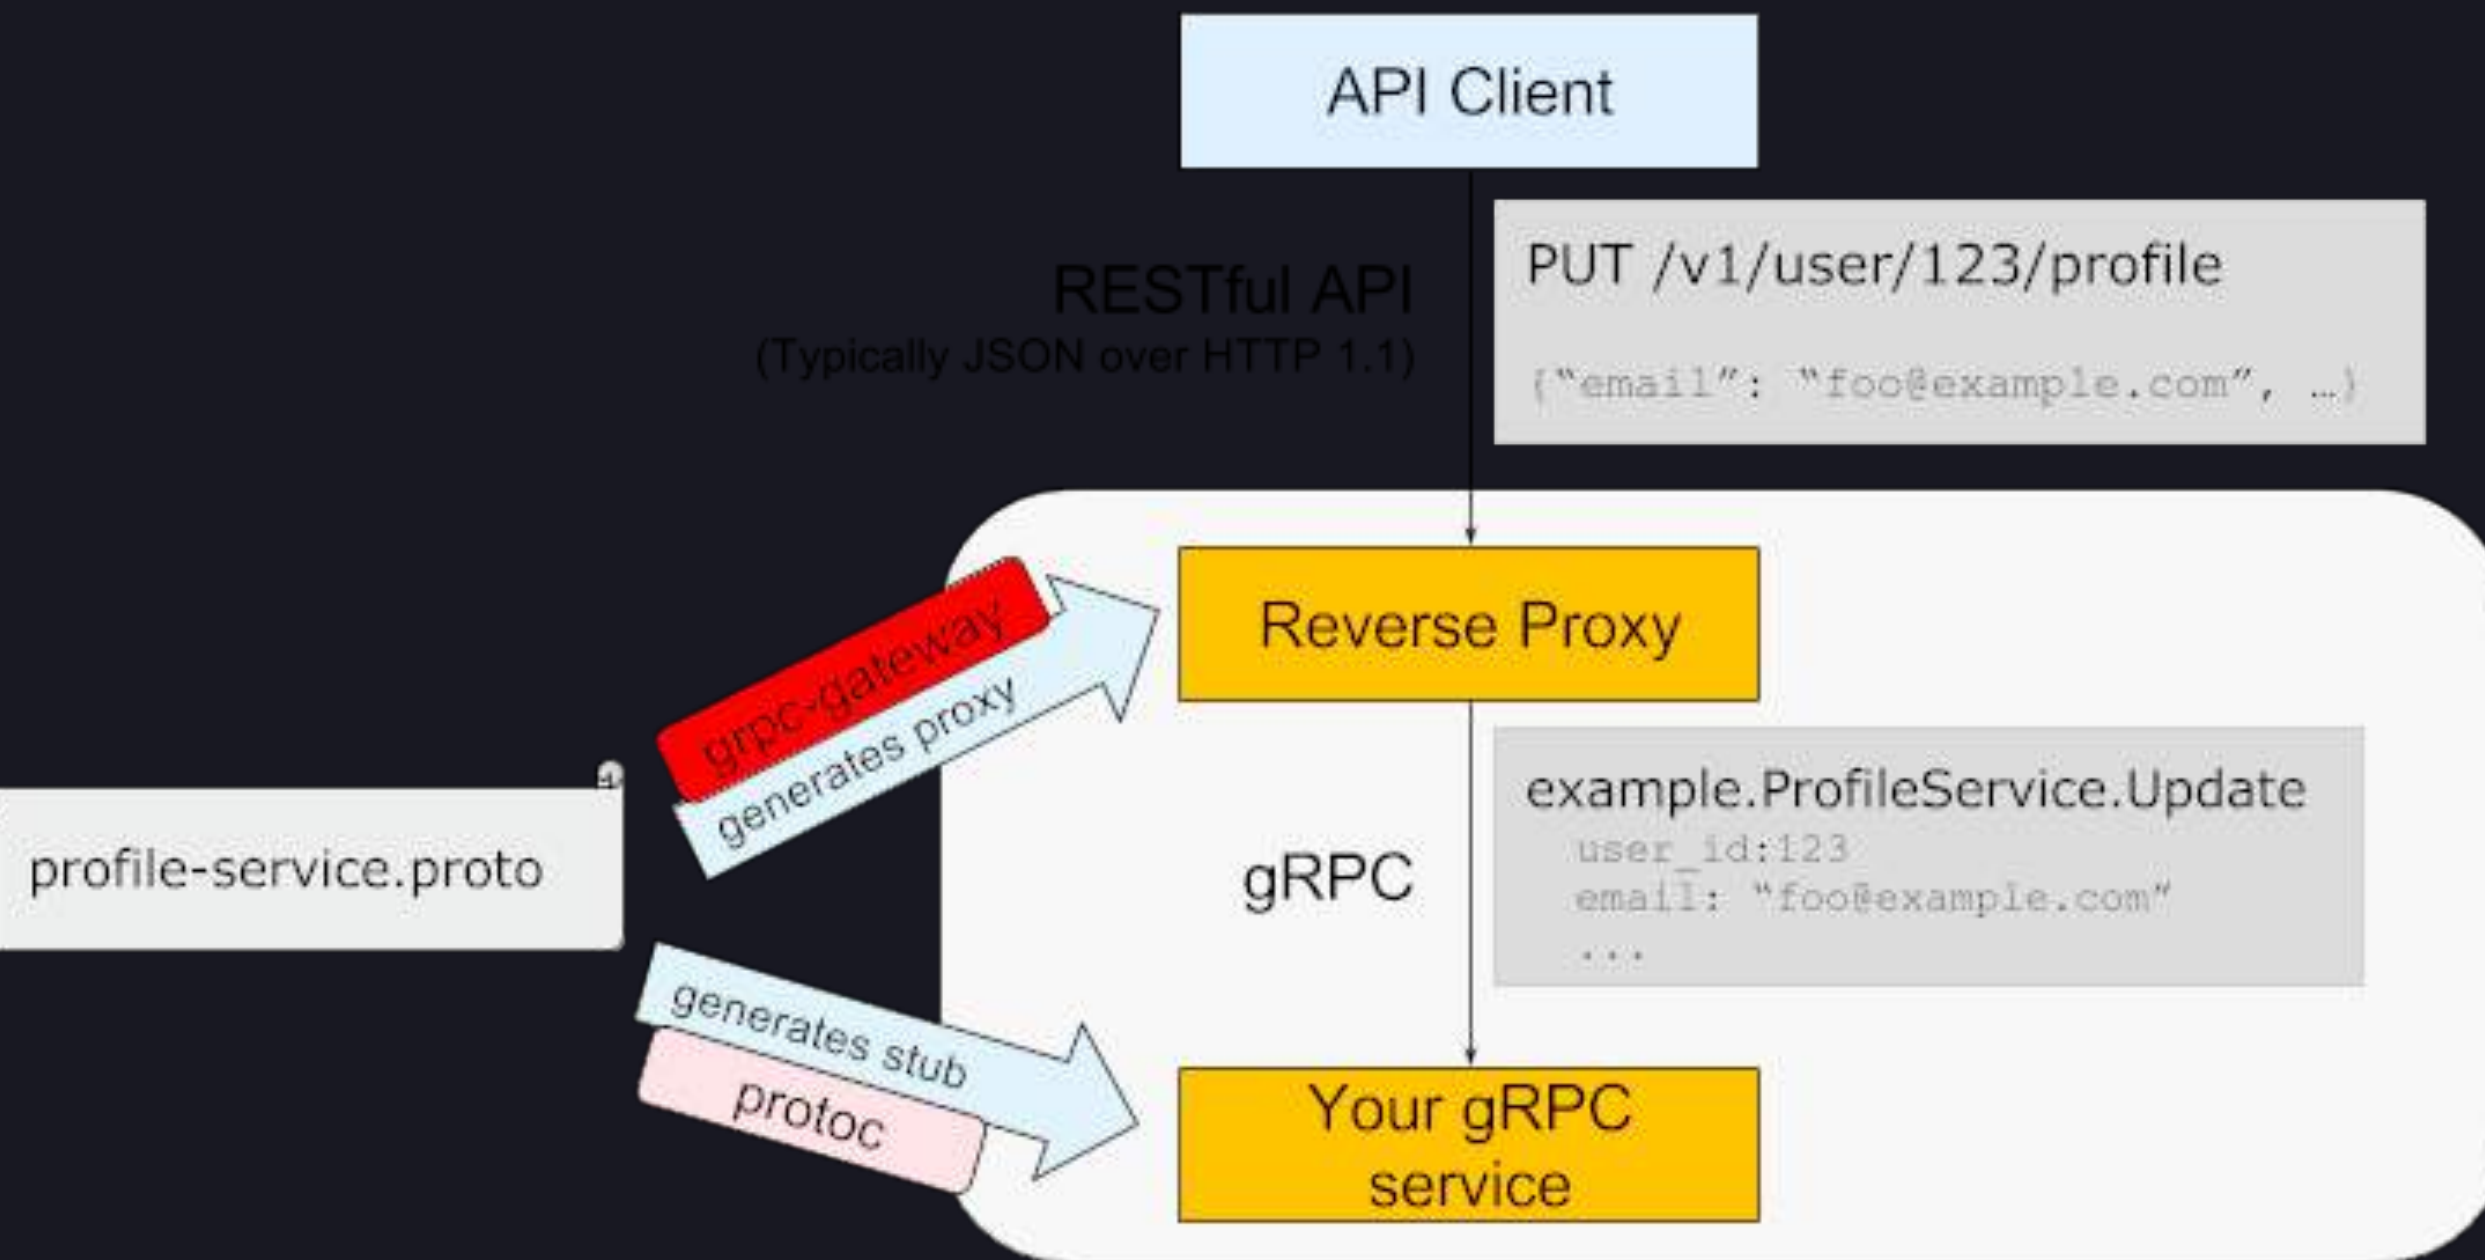 API Client
RESTful API
(Typically JSON over HTTP 1.1)
PUT /v1/user/123/profile
{“email”: “foo@example.com”, …}
grpc-gateway
generates proxy
Reverse Proxy
profile-service.proto
gRPC
example.ProfileService.Update
user_id:123
email: “foo@example.com”
...
generates stub
protoc
Your gRPC
service